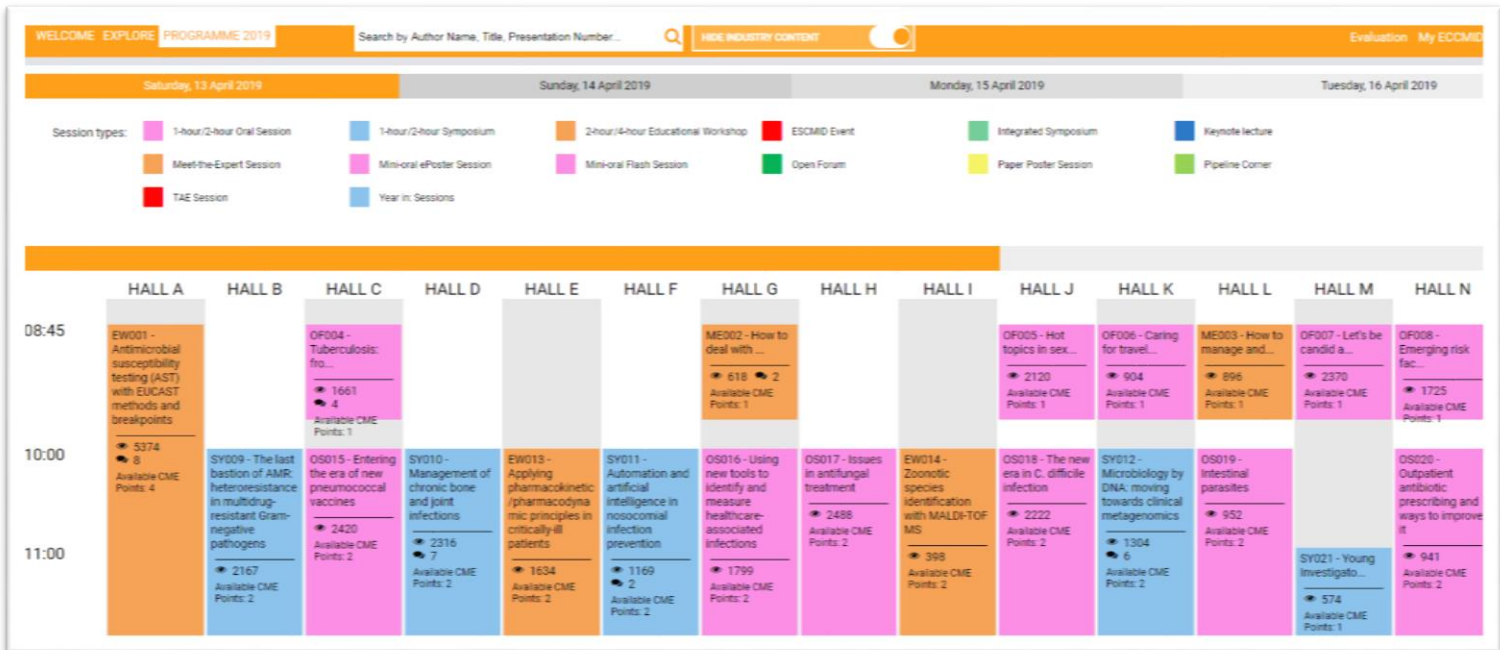 WELCOME EXPLORE PROGRAMME 2019
Search by Author Name, Title, Presentation Number...
HIDE INDUSTRY CONTENT
Evaluation My ECCMID
Saturday, 13 April 2019
Sunday, 14 April 2019
Monday, 15 April 2019
Tuesday, 16 April 2019
Session types:
1-hour/2-hour Oral Session
1-hour/2-hour Symposium
2-hour/4-hour Educational Workshop
ESCMID Event
Integrated Symposium
Keynote lecture
Meet-the-Expert Session
Mini-oral ePoster Session
Mini-oral Flash Session
Open Forum
Paper Poster Session
Pipeline Corner
TAE Session
Year in: Sessions
HALL A
HALL B
HALL C
HALL D
HALL E
HALL F
HALL G
HALL H
HALL I
HALL J
HALL K
HALL L
HALL M
HALL N
08:45
EW001 -
Antimicrobial
susceptibility
testing (AST)
with EUCAST
methods and
breakpoints
5374
8
Available CME
Points: 4
OF004 -
Tuberculosis:
fro...
1661
4
Available CME
Points: 1
ME002 - How to
deal with ...
618 2
Available CME
Points: 1
OF005 - Hot
topics in sex...
2120
Available CME
Points: 1
OF006 - Caring
for travel...
904
Available CME
Points: 1
ME003 - How to
manage and...
896
Available CME
Points: 1
OF007 - Let's be
candid a...
2370
Available CME
Points: 1
OF008 -
Emerging risk
fac...
1725
Available CME
Points: 1
10:00
SY009 - The last
bastion of AMR:
heteroresistance
in multidrug-
resistant Gram-
negative
pathogens
2167
Available CME
Points: 2
OS015 - Entering
the era of new
pneumococcal
vaccines
2420
Available CME
Points: 2
SY010 -
Management of
chronic bone
and joint
infections
2316
7
Available CME
Points: 2
EW013 -
Applying
pharmacokinetic
/pharmacodyna
mic principles in
critically-ill
patients
1634
Available CME
Points: 2
SY011 -
Automation and
artificial
intelligence in
nosocomial
infection
prevention
1169
2
Available CME
Points: 2
OS016 - Using
new tools to
identify and
measure
healthcare-
associated
infections
1799
Available CME
Points: 2
OS017 - Issues
in antifungal
treatment
2488
Available CME
Points: 2
EW014 -
Zoonotic
species
identification
with MALDI-TOF
MS
398
Available CME
Points: 2
OS018 - The new
era in C. difficile
infection
2222
Available CME
Points: 2
SY012 -
Microbiology by
DNA: moving
towards clinical
metagenomics
1304
6
Available CME
Points: 2
OS019 -
Intestinal
parasites
952
Available CME
Points: 2
OS020 -
Outpatient
antibiotic
prescribing and
ways to improve
it
941
Available CME
Points: 2
11:00
SY021 - Young
Investigato...
574
Available CME
Points: 1